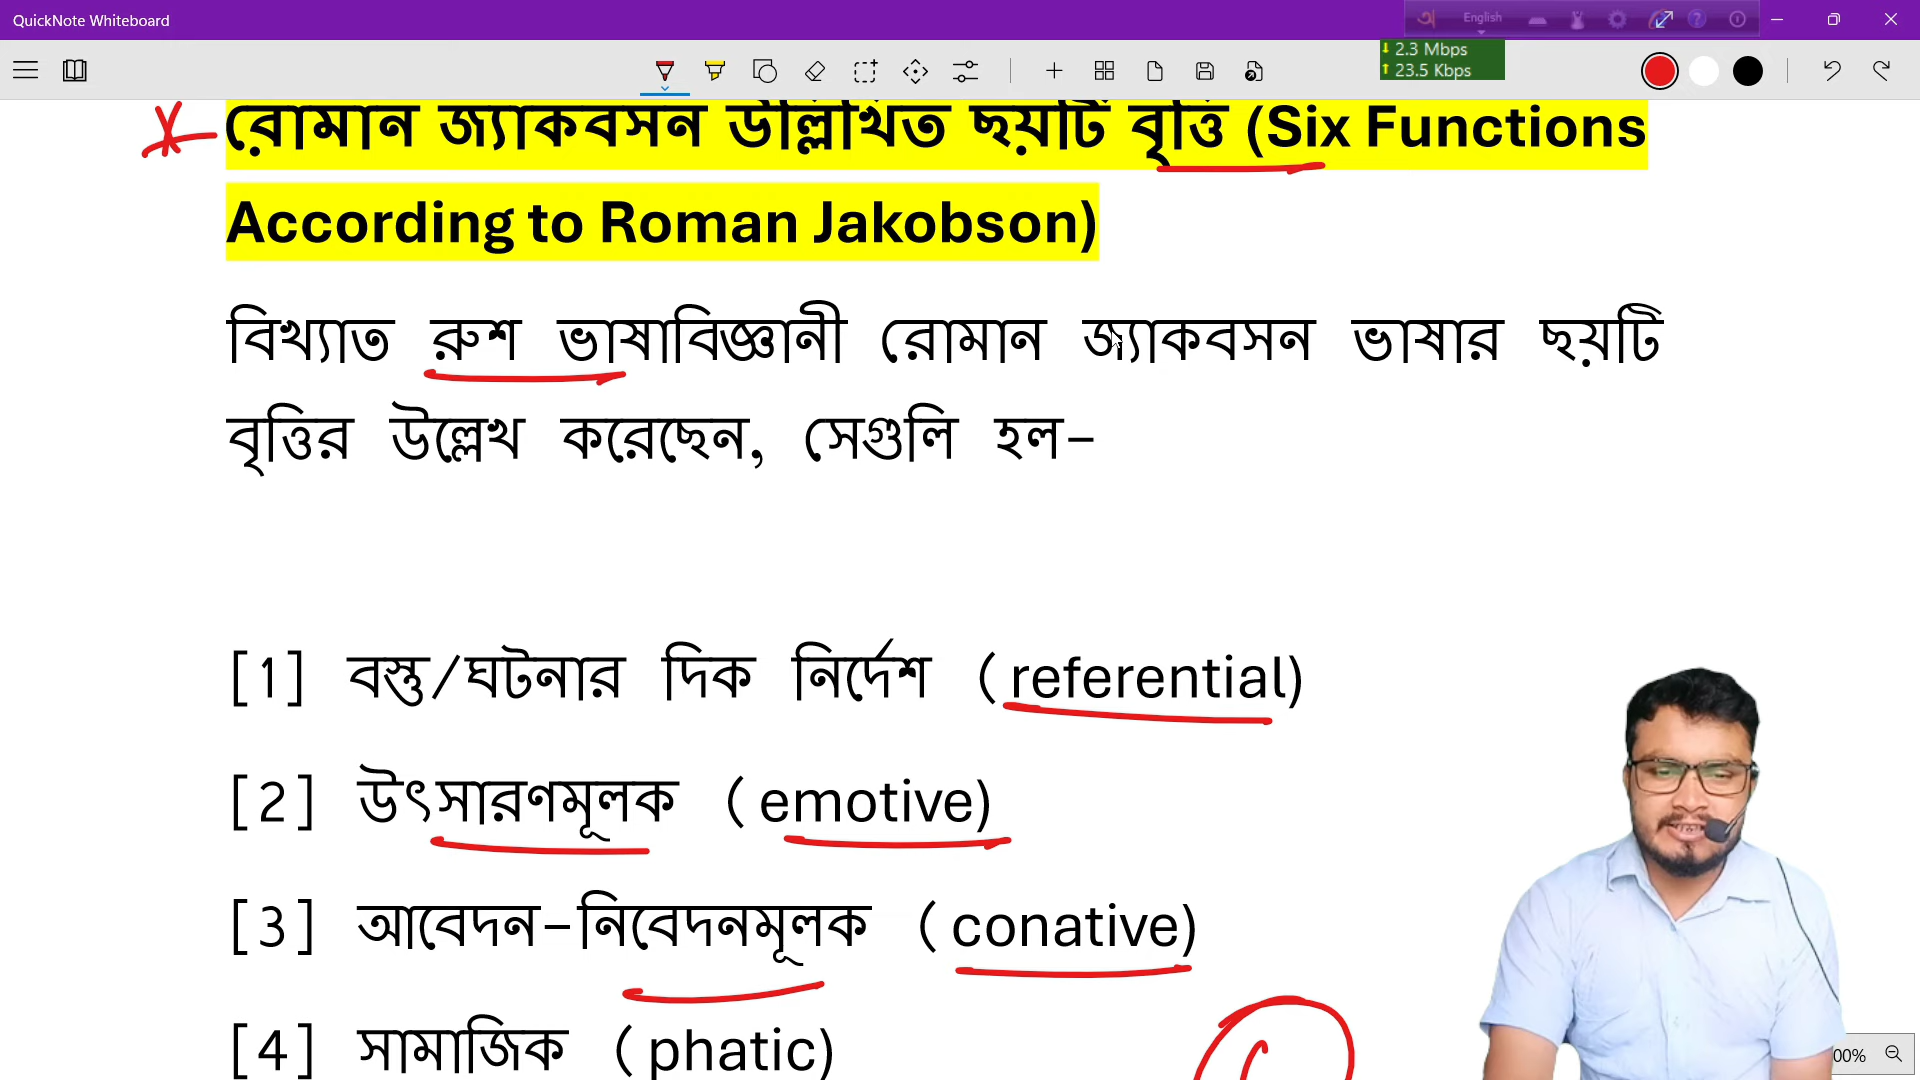 QuickNote Whiteboard
English
2.3 Mbps
23.5 Kbps
রোমান জ্যাকবসন উল্লিখিত ছয়টি বৃত্তি (Six Functions
According to Roman Jakobson)
বিখ্যাত রুশ ভাষাবিজ্ঞানী রোমান জ্যাকবসন ভাষার ছয়টি
বৃত্তির উল্লেখ করেছেন, সেগুলি হল–
[1] বস্তু/ঘটনার দিক নির্দেশ (referential)
[2] উৎসারণমূলক (emotive)
[3] আবেদন–নিবেদনমূলক (conative)
[4] সামাজিক (phatic)
00%